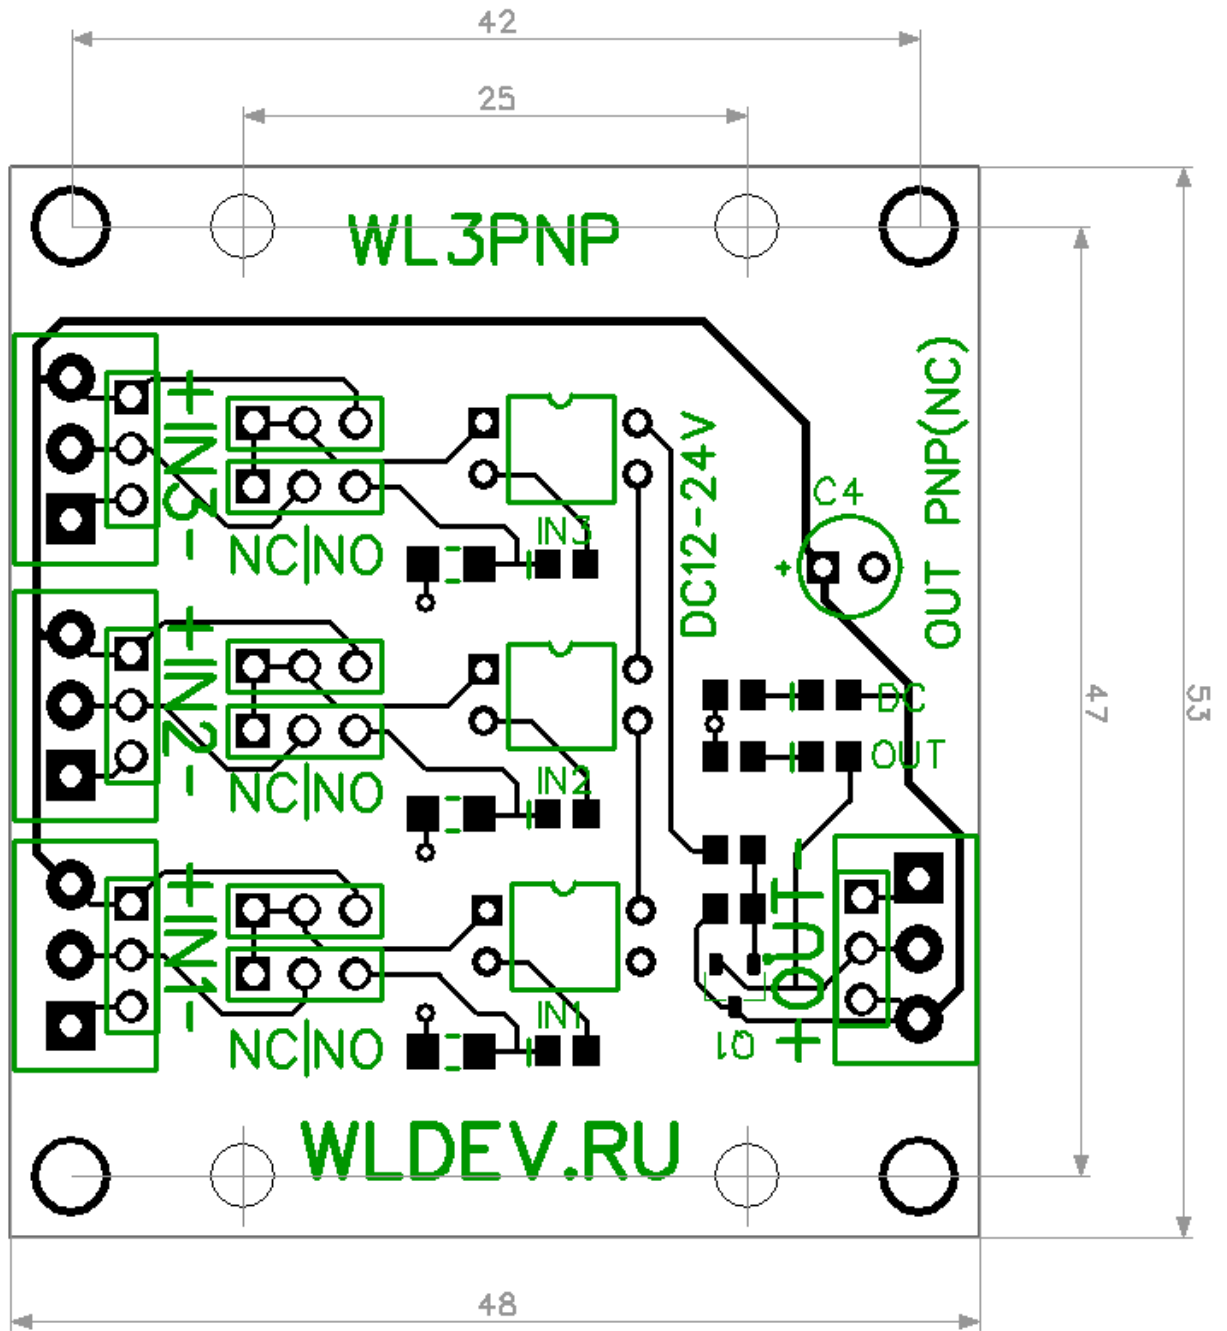 42
25
WL3PNP
OUT PNP(NC)
+IN3-
DC12-24V
C4
+
IN3
NC|NO
+IN2-
DC
OUT
IN2
NC|NO
47
53
+IN1-
+OUT-
IN1
Q1
NC|NO
WLDEV.RU
48